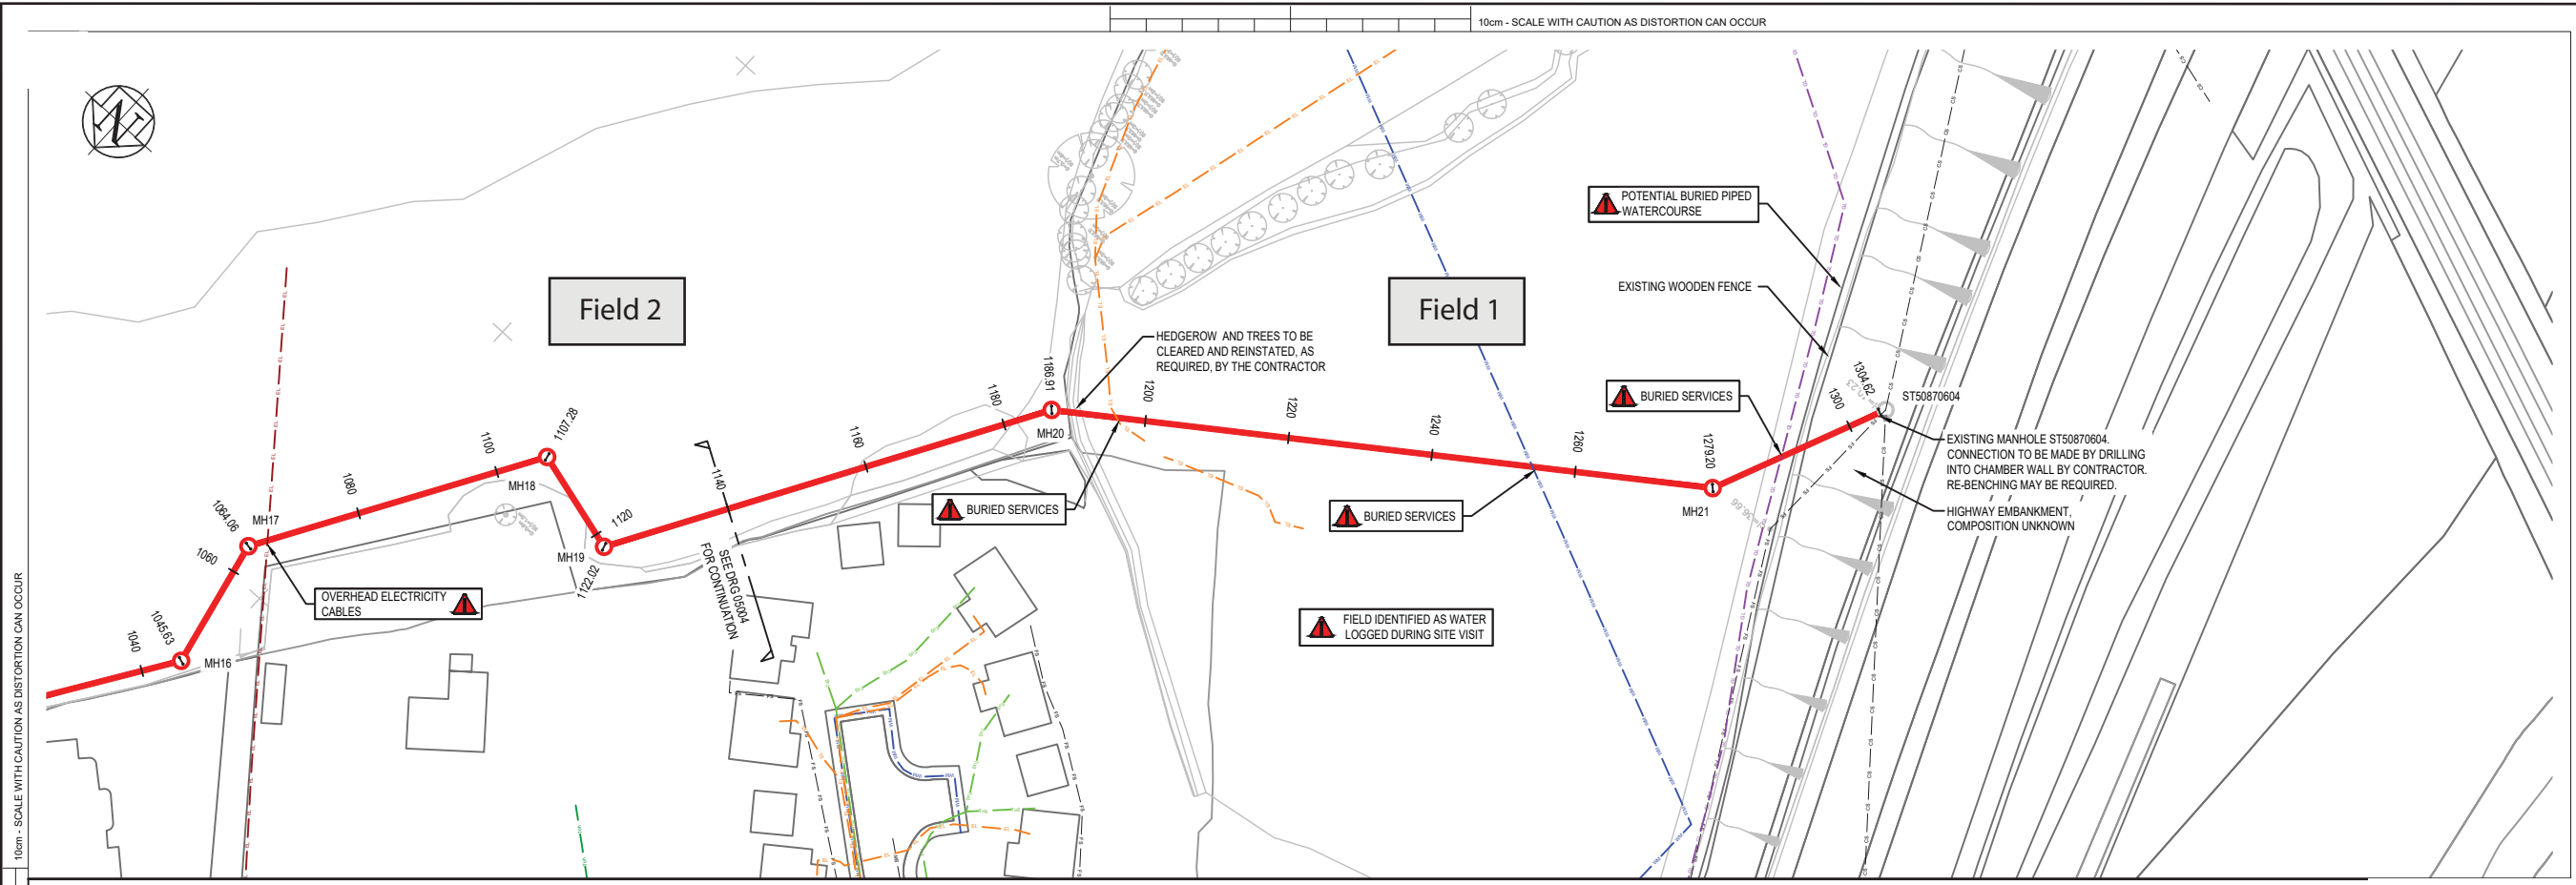 10cm - SCALE WITH CAUTION AS DISTORTION CAN OCCUR
10cm - SCALE WITH CAUTION AS DISTORTION CAN OCCUR
N
Field 2
Field 1
POTENTIAL BURIED PIPED
WATERCOURSE
EXISTING WOODEN FENCE
HEDGEROW AND TREES TO BE
CLEARED AND REINSTATED, AS
REQUIRED, BY THE CONTRACTOR
BURIED SERVICES
ST50870604
EXISTING MANHOLE ST50870604.
CONNECTION TO BE MADE BY DRILLING
INTO CHAMBER WALL BY CONTRACTOR.
RE-BENCHING MAY BE REQUIRED.
HIGHWAY EMBANKMENT,
COMPOSITION UNKNOWN
BURIED SERVICES
BURIED SERVICES
FIELD IDENTIFIED AS WATER
LOGGED DURING SITE VISIT
OVERHEAD ELECTRICITY
CABLES
SEE DRG 05004
FOR CONTINUATION
1040
1045.63
MH16
1060
1064.06
MH17
1080
1100
1107.28
MH18
1120
MH19
1122.02
1140
1160
1180
1186.91
MH20
1200
1220
1240
1260
1279.20
MH21
1300
1304.62